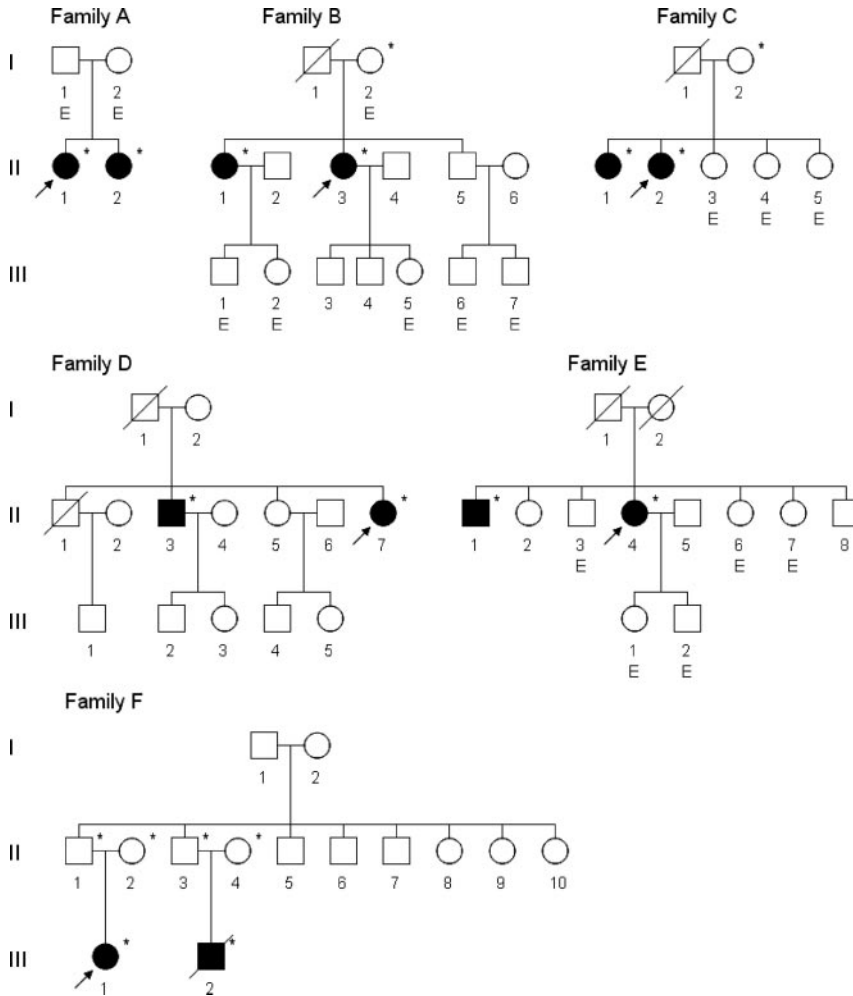 Family A Family B Family C
I
1 2 1 2 * 1 2 *
E E E
II
* * * * * *
1 2 1 2 3 4 5 6 1 2 3 4 5
E E E
III
1 2 3 4 5 6 7
E E E E E
Family D Family E
I
1 2 1 2
II
* * * *
1 2 3 4 5 6 7 1 2 3 4 5 6 7 8
E E E
III
1 2 3 4 5 1 2
E E
Family F
I
1 2
II
* * * *
1 2 3 4 5 6 7 8 9 10
III
* *
1 2